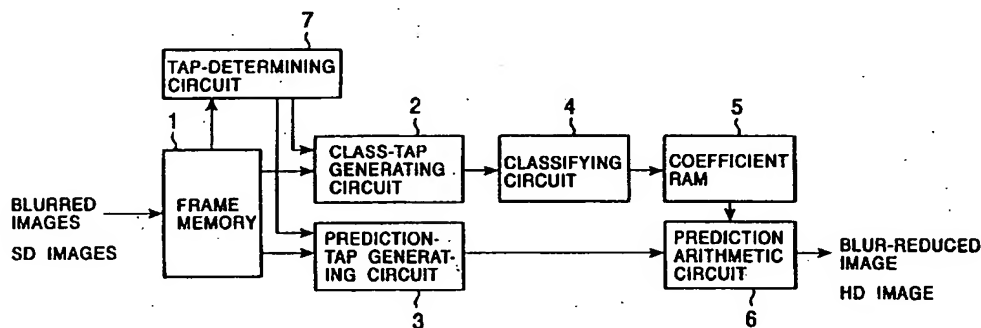 7
TAP-DETERMINING
CIRCUIT
1
FRAME
MEMORY
BLURRED
IMAGES
SD IMAGES
2
CLASS-TAP
GENERATING
CIRCUIT
4
CLASSIFYING
CIRCUIT
5
COEFFICIENT
RAM
PREDICTION-
TAP GENERAT-
ING CIRCUIT
3
PREDICTION
ARITHMETIC
CIRCUIT
6
BLUR-REDUCED
IMAGE
HD IMAGE